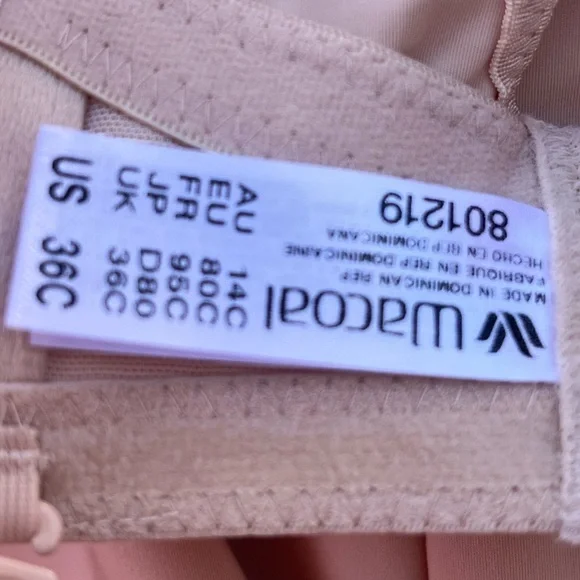 Wacoal
MADE IN DOMINICAN REP
FABRIQUE EN REP DOMINICAINE
HECHO EN REP DOMINICANA
801219
AU 14C
EU 80C
FR 95C
JP D80
UK 36C
US 36C